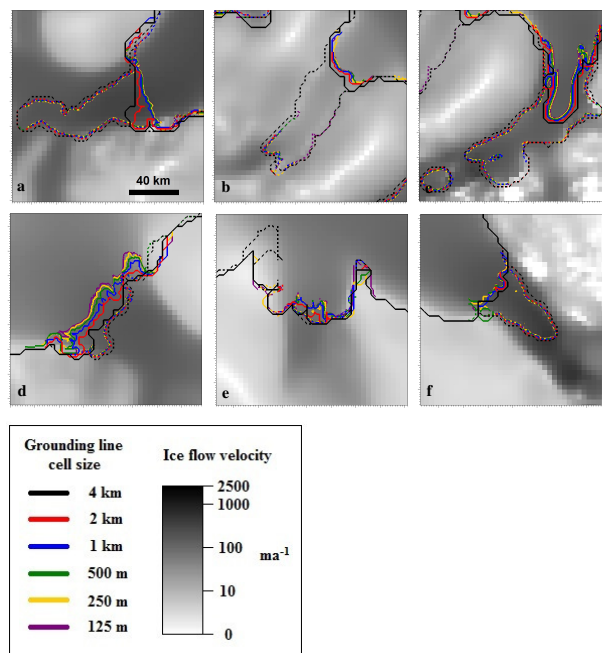 a
40 km
b
c
d
e
f
Grounding line
cell size
Ice flow velocity
4 km
2 km
1 km
500 m
250 m
125 m
2500
1000
100
10
0
ma-1